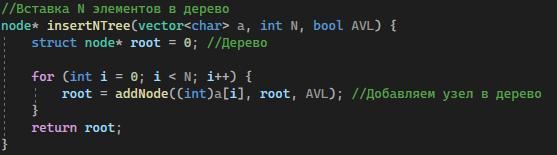 //Вставка N элементов в дерево
node* insertNTree(vector<char> a, int N, bool AVL) {
    struct node* root = 0; //Дерево
    for (int i = 0; i < N; i++) {
        root = addNode((int)a[i], root, AVL); //Добавляем узел в дерево
    }
    return root;
}